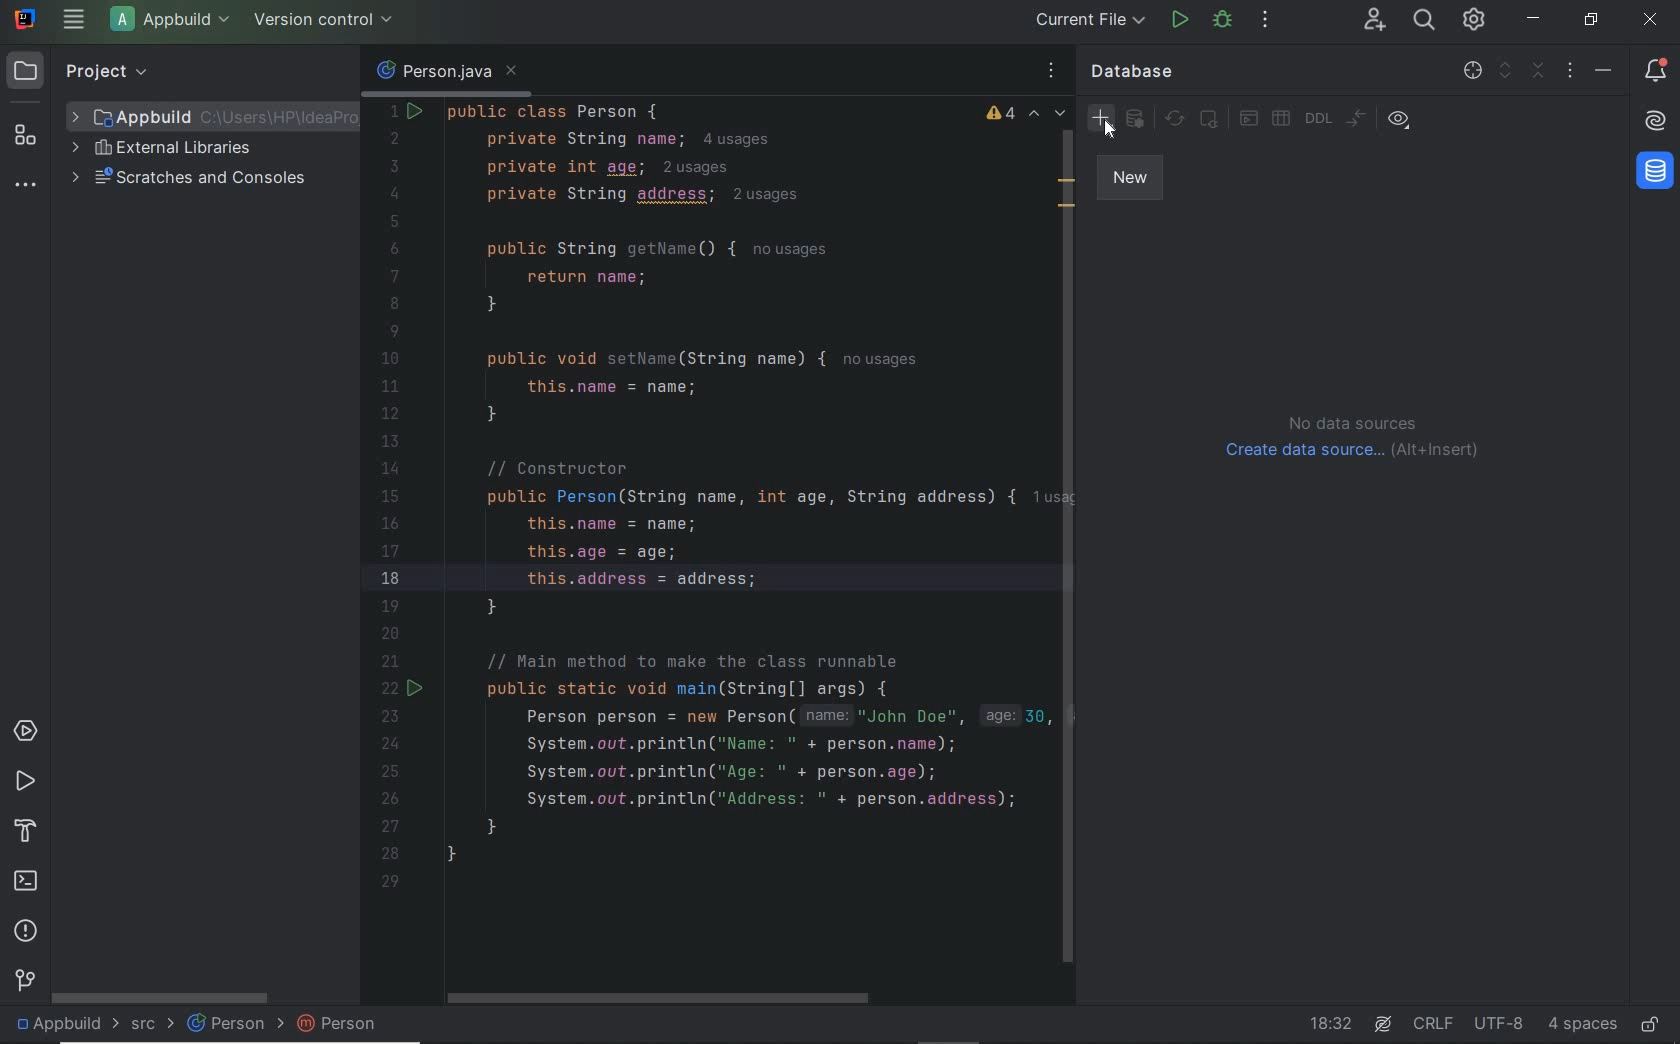 A Appbuild Version control Current File
Project
Person.java
Database
Appbuild C:\Users\HP\IdeaPro
External Libraries
Scratches and Consoles
4
DDL
New
No data sources
Create data source... (Alt+Insert)
1 public class Person {
2 private String name; 4 usages
3 private int age; 2 usages
4 private String address; 2 usages
5
6 public String getName() { no usages
7 return name;
8 }
9
10 public void setName(String name) { no usages
11 this.name = name;
12 }
13
14 // Constructor
15 public Person(String name, int age, String address) { 1 usag
16 this.name = name;
17 this.age = age;
18 this.address = address;
19 }
20
21 // Main method to make the class runnable
22 public static void main(String[] args) {
23 Person person = new Person( name: "John Doe", age: 30,
24 System.out.println("Name: " + person.name);
25 System.out.println("Age: " + person.age);
26 System.out.println("Address: " + person.address);
27 }
28 }
29
Appbuild > src > Person > m Person 18:32 CRLF UTF-8 4 spaces